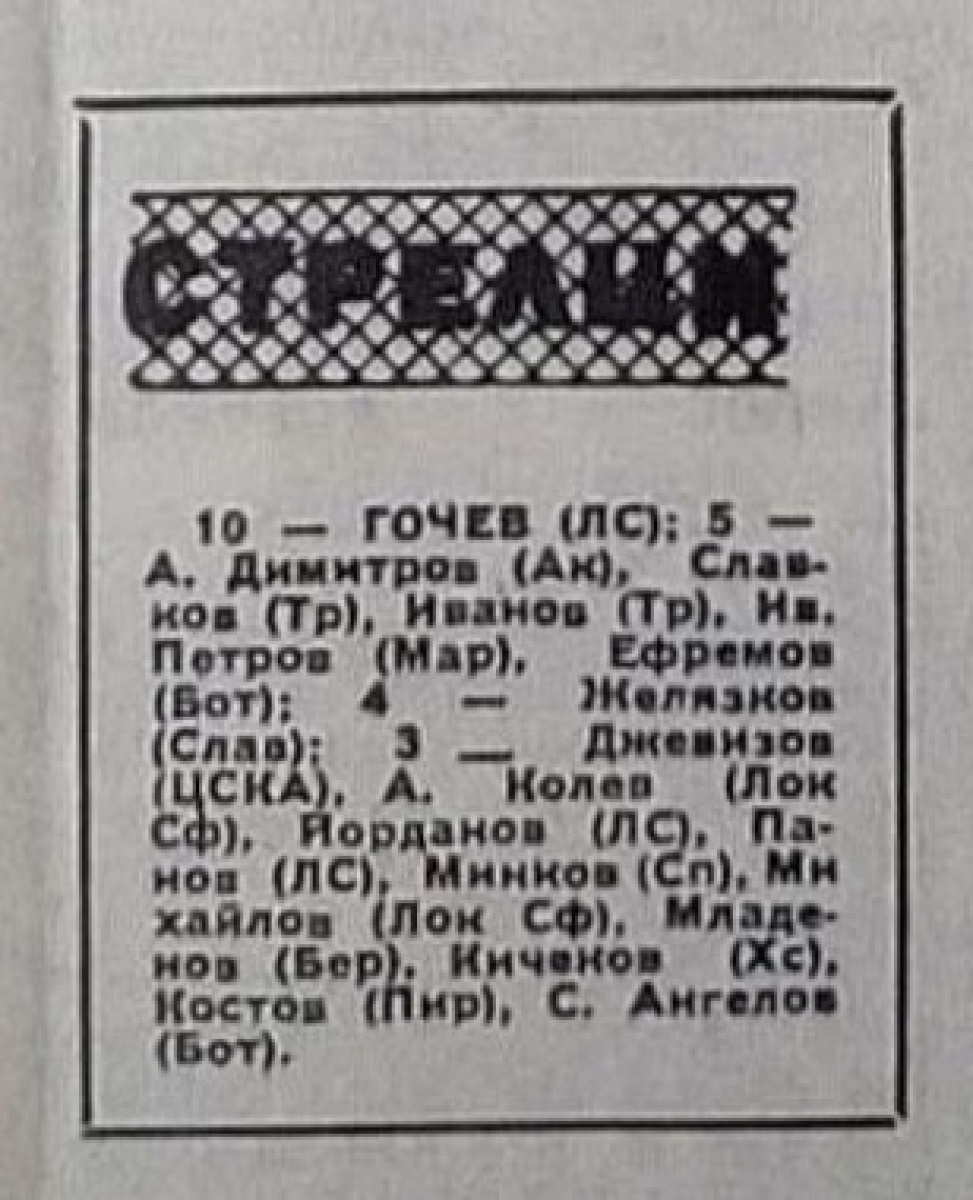 СТРЕЛЦИ
10 — ГОЧЕВ (ЛС); 5 —
А. Димитров (Ак), Слав-
ков (Тр), Иванов (Тр), Ив.
Петров (Мар), Ефремов
(Бот); 4 — Желязков
(Слав); 3 — Джевизов
(ЦСКА), А. Колев (Лок
Сф), Йорданов (ЛС), Па-
нов (ЛС), Минков (Сп), Ми
хайлов (Лок Сф), Младе-
нов (Бер), Кичеков (Хс),
Костов (Пир), С. Ангелов
(Бот).